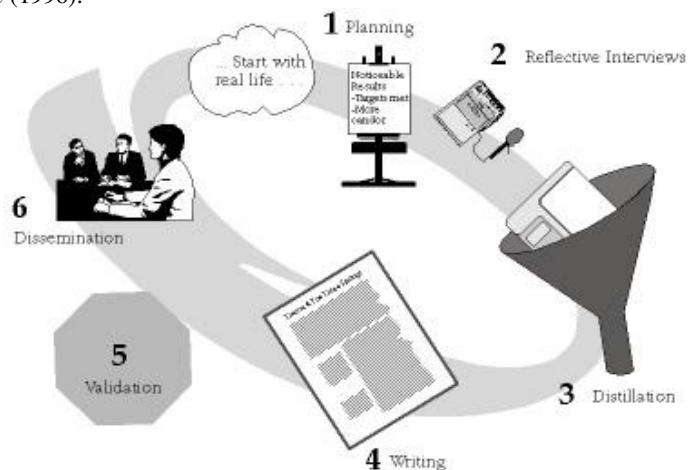 (1996).
1 Planning
2 Reflective Interviews
... Start with
real life . . .
Noticeable
Results
-Targets met
-More
candor
6
Dissemination
5
Validation
3 Distillation
4 Writing